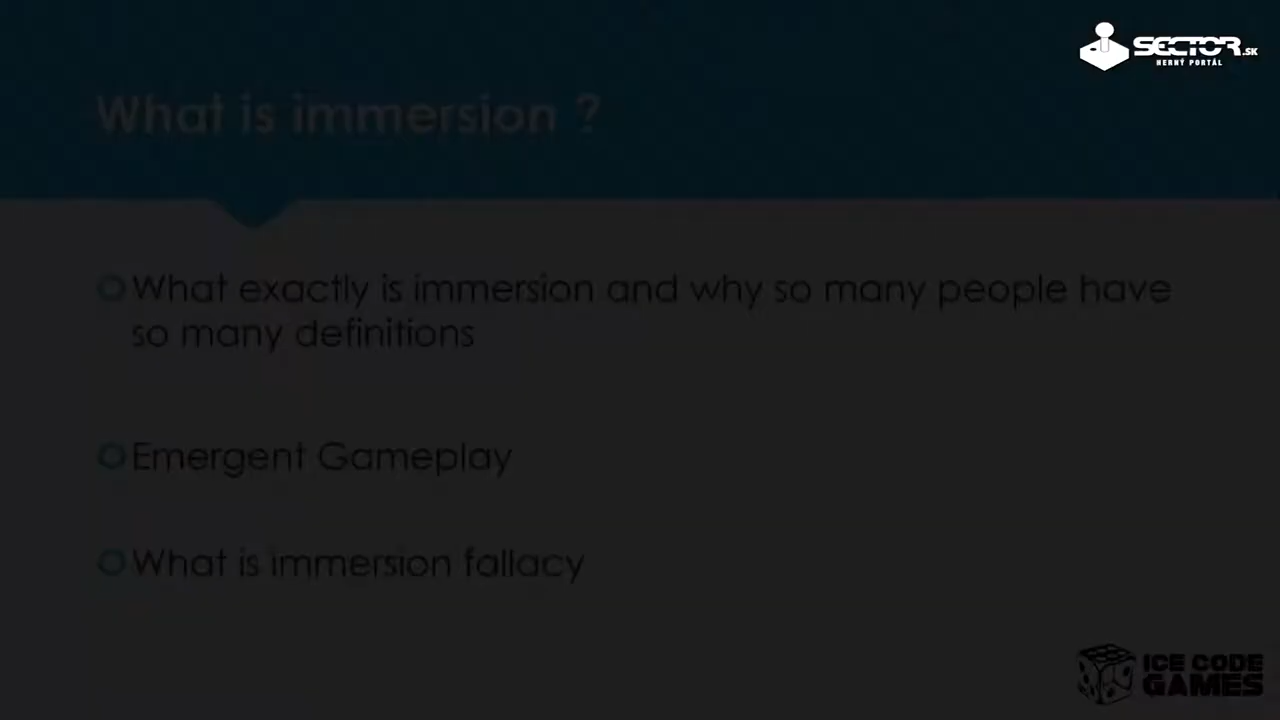 SECTOR.SK
HERNÝ PORTÁL
What is immersion ?
What exactly is immersion and why so many people have
so many definitions
Emergent Gameplay
What is immersion fallacy
ICE CODE
GAMES